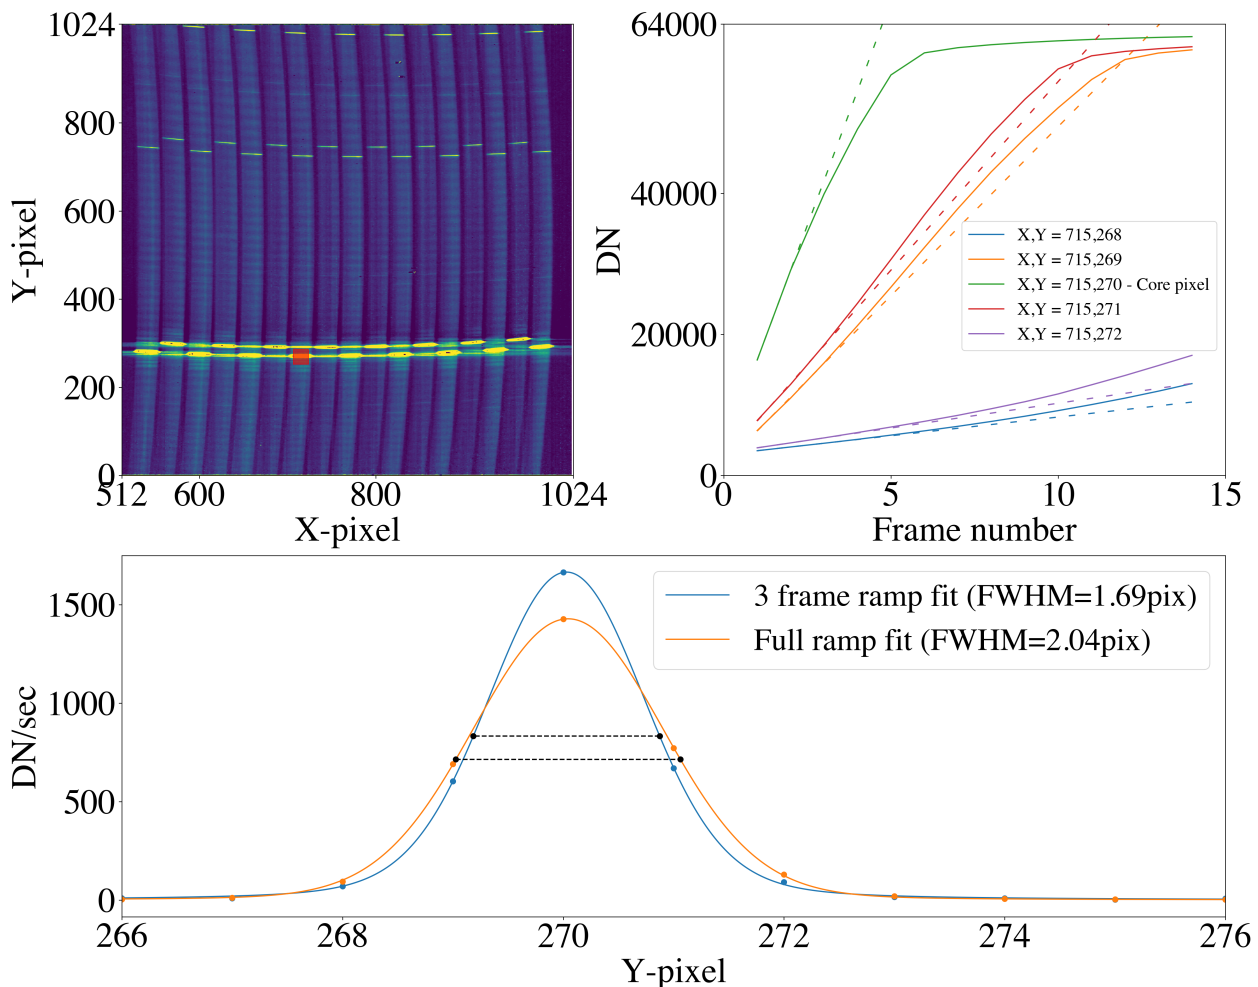 1024
800
600
400
200
0
Y-pixel
512 600 800 1024
X-pixel
64000
40000
20000
0
DN
X,Y = 715,268
X,Y = 715,269
X,Y = 715,270 - Core pixel
X,Y = 715,271
X,Y = 715,272
0 5 10 15
Frame number
1500
1000
500
0
DN/sec
3 frame ramp fit (FWHM=1.69pix)
Full ramp fit (FWHM=2.04pix)
266 268 270 272 274 276
Y-pixel